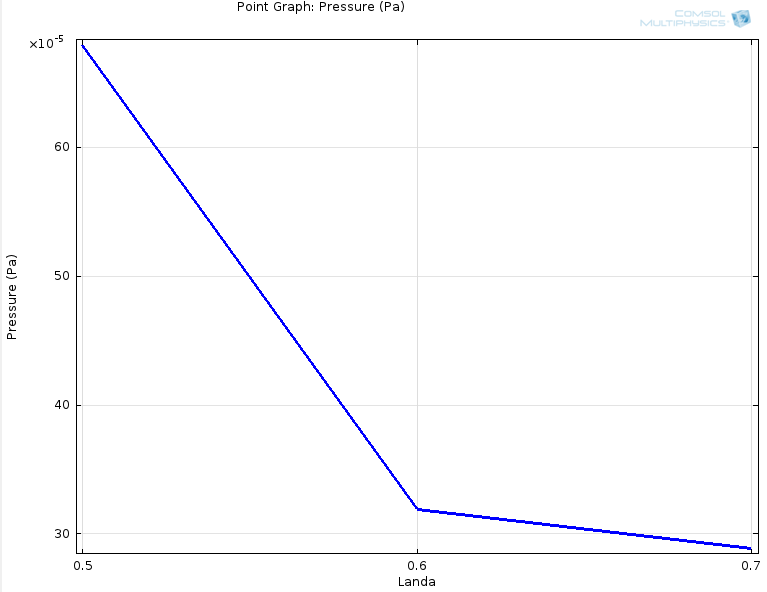 Point Graph: Pressure (Pa)
COMSOL
MULTIPHYSICS
×10-5
60
50
40
30
Pressure (Pa)
0.5
0.6
0.7
Landa